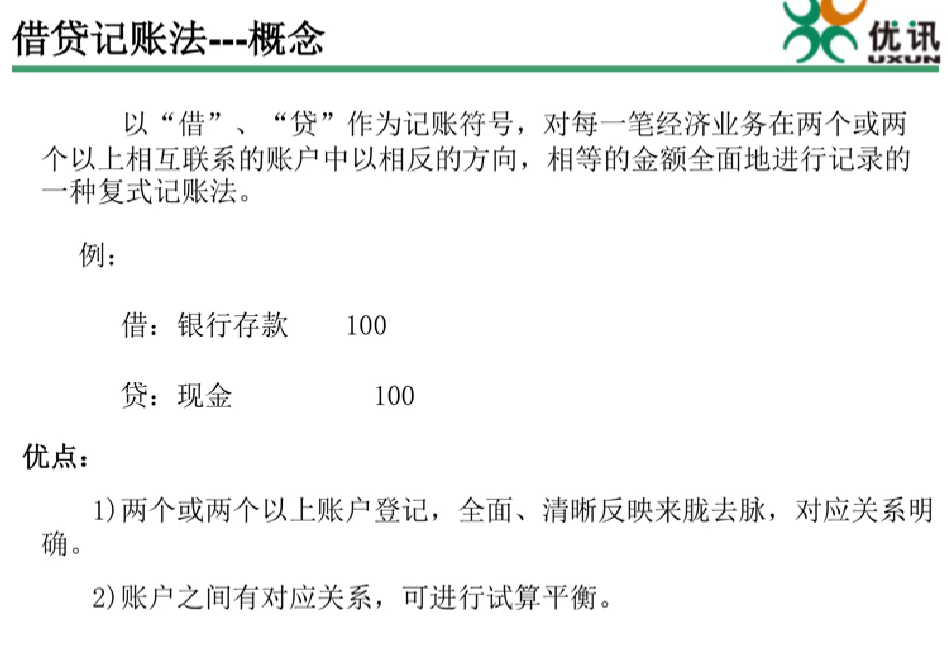 借贷记账法---概念
优讯
UXUN
以“借”、“贷”作为记账符号，对每一笔经济业务在两个或两
个以上相互联系的账户中以相反的方向，相等的金额全面地进行记录的
一种复式记账法。
例：
借：银行存款 100
贷：现金 100
优点：
1)两个或两个以上账户登记，全面、清晰反映来胧去脉，对应关系明
确。
2)账户之间有对应关系，可进行试算平衡。